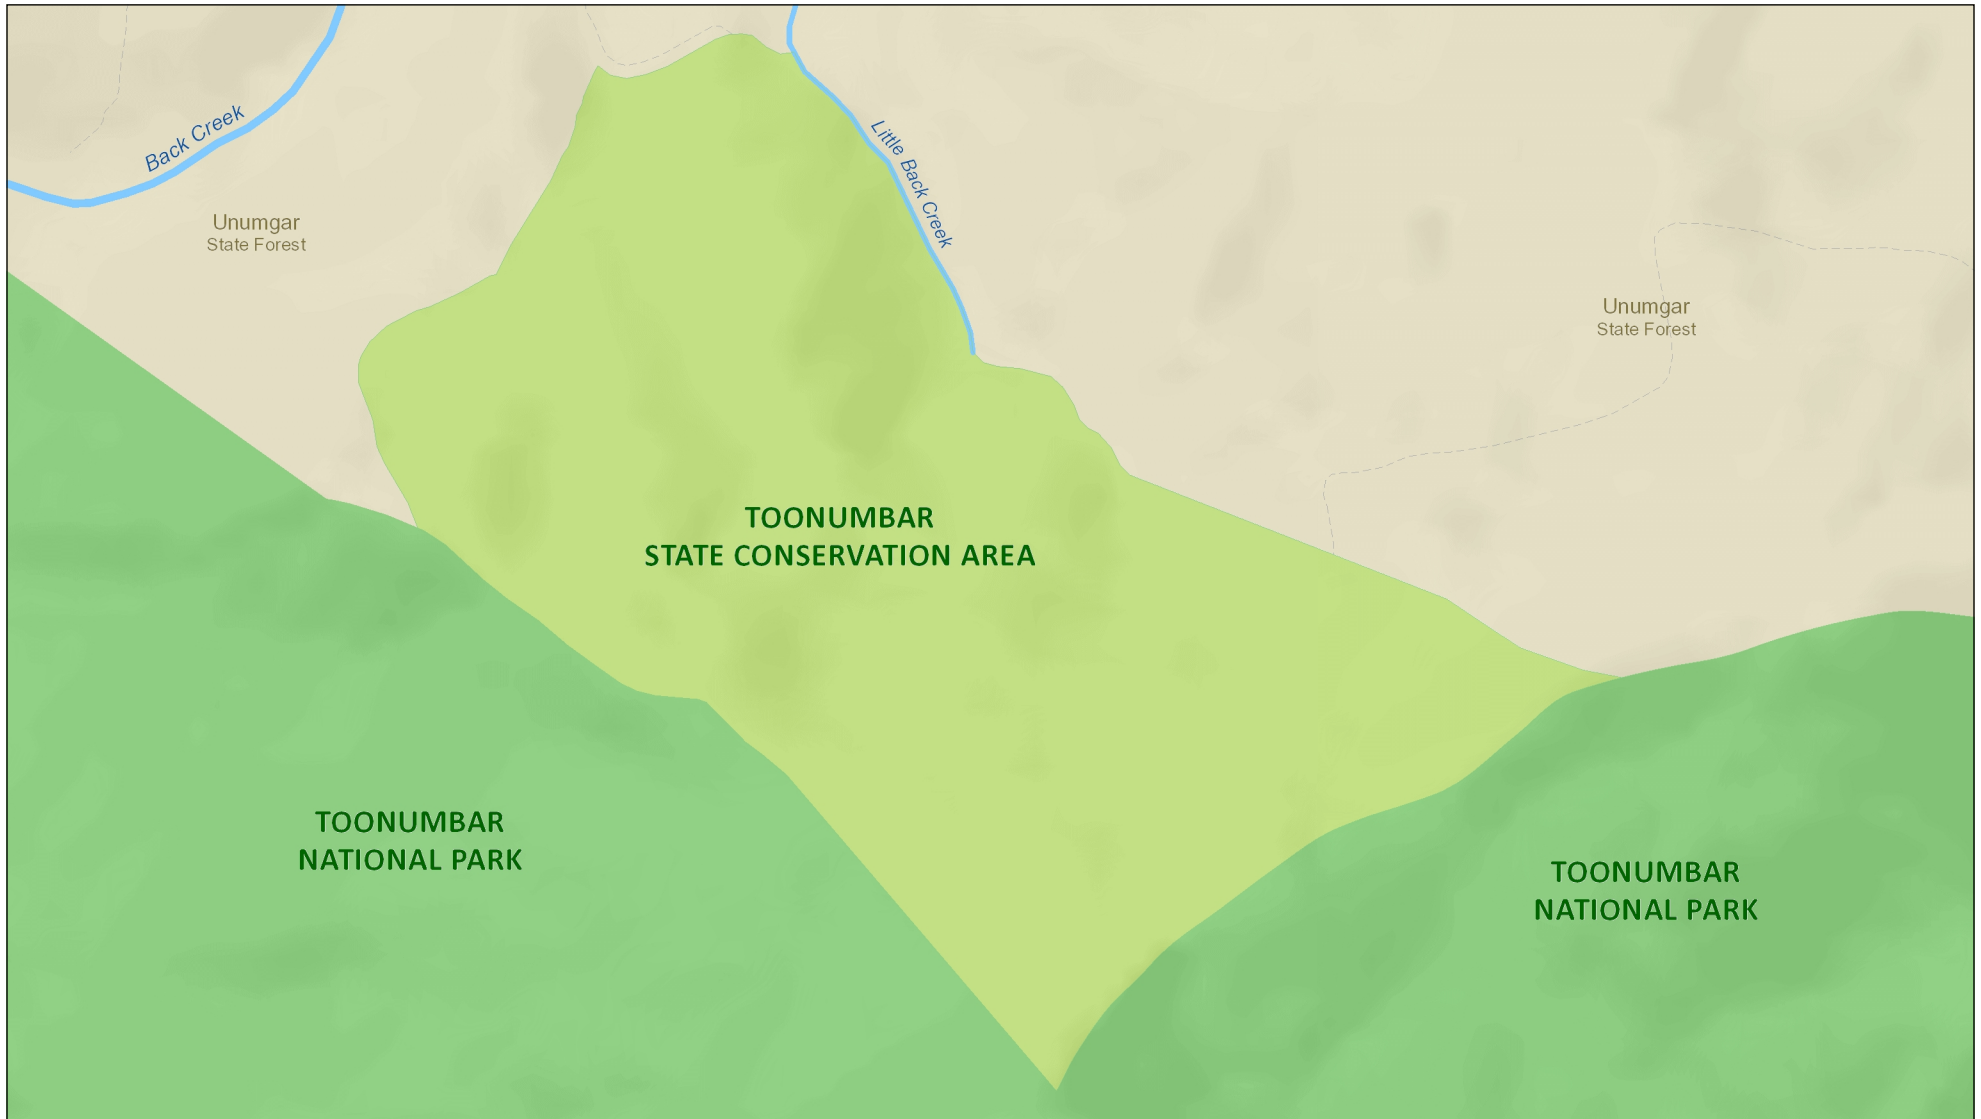 Back Creek
Little Back Creek
Unumgar
State Forest
Unumgar
State Forest
TOONUMBAR
STATE CONSERVATION AREA
TOONUMBAR
NATIONAL PARK
TOONUMBAR
NATIONAL PARK